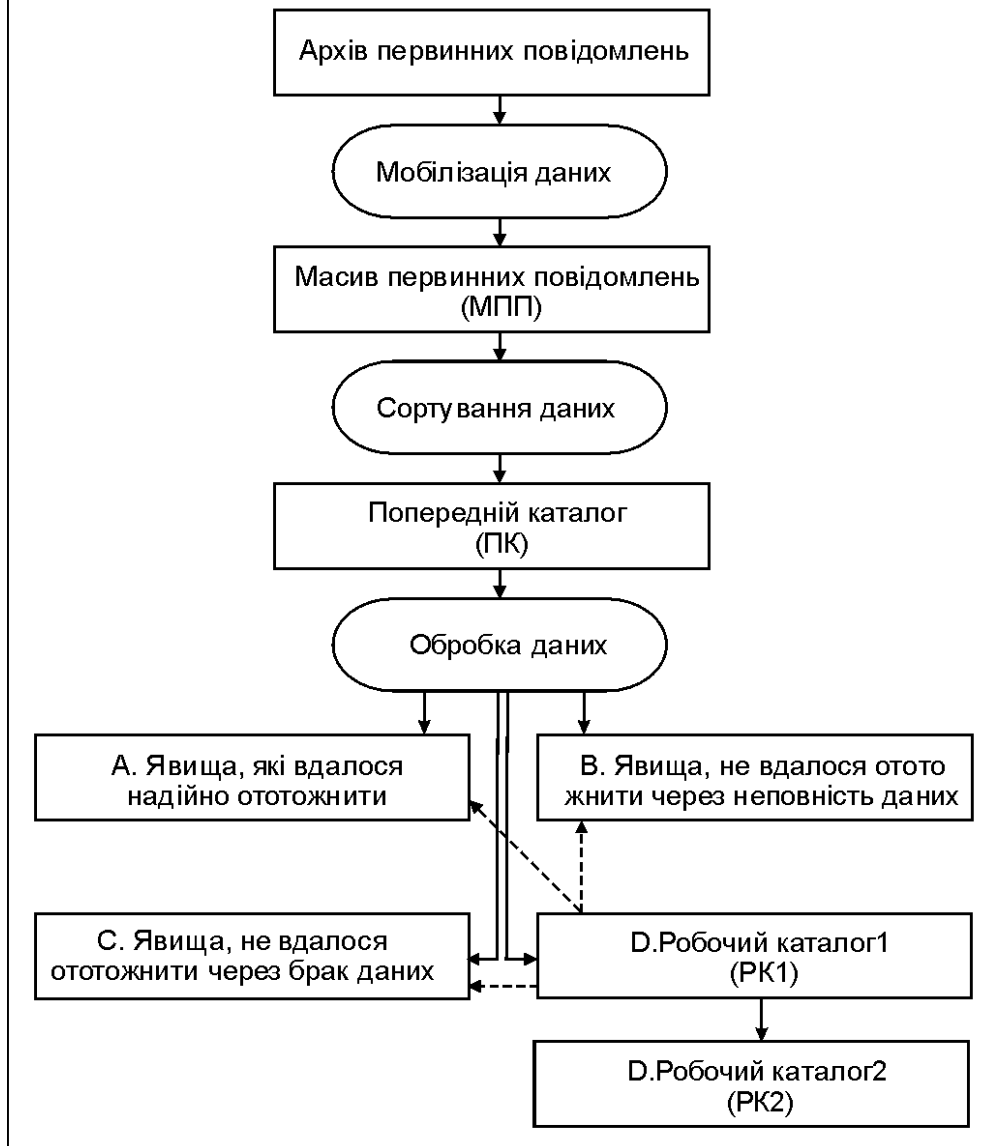 Архів первинних повідомлень
Мобілізація даних
Масив первинних повідомлень
(МПП)
Сортування даних
Попередній каталог
(ПК)
Обробка даних
А. Явища, які вдалося
надійно ототожнити
В. Явища, не вдалося отото
жнити через неповність даних
С. Явища, не вдалося
ототожнити через брак даних
D.Робочий каталог1
(РК1)
D.Робочий каталог2
(РК2)